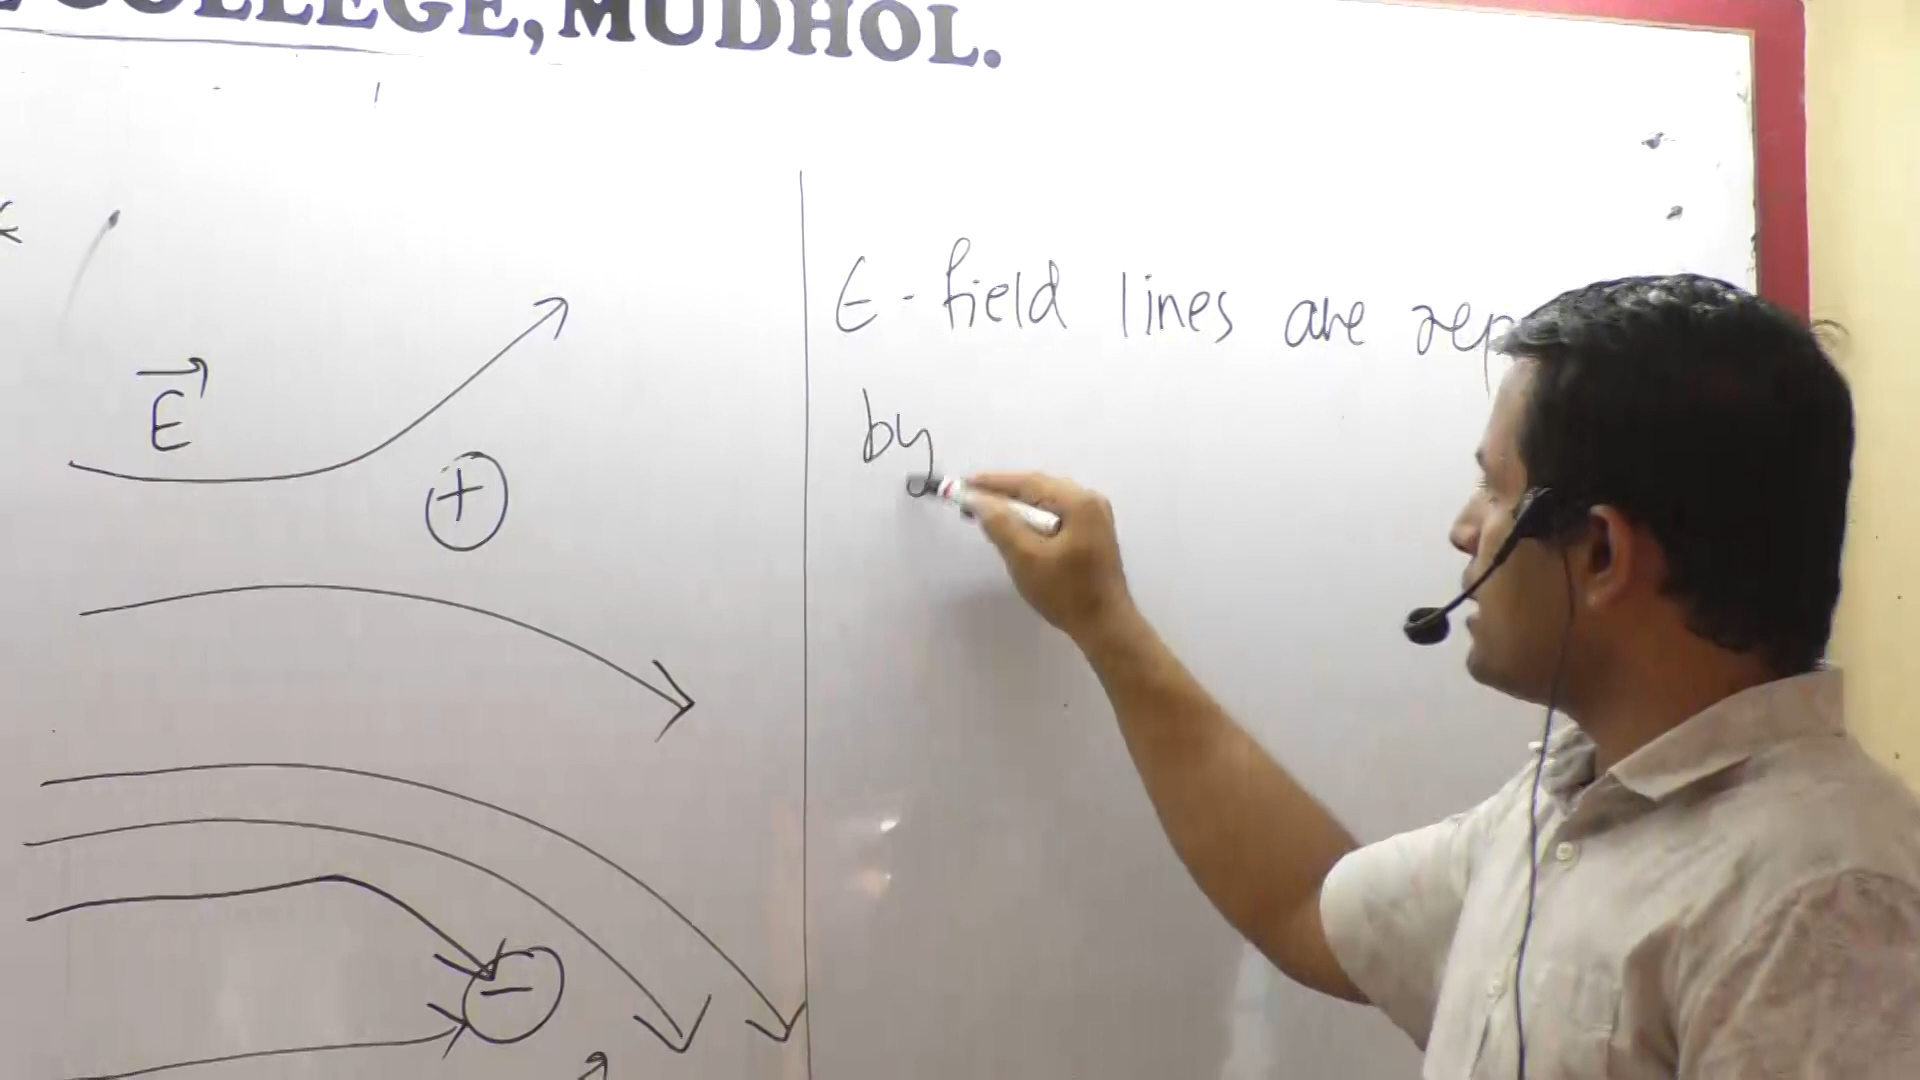 COLLEGE, MUDHOL.
E
+
-
E - field lines are rep
by